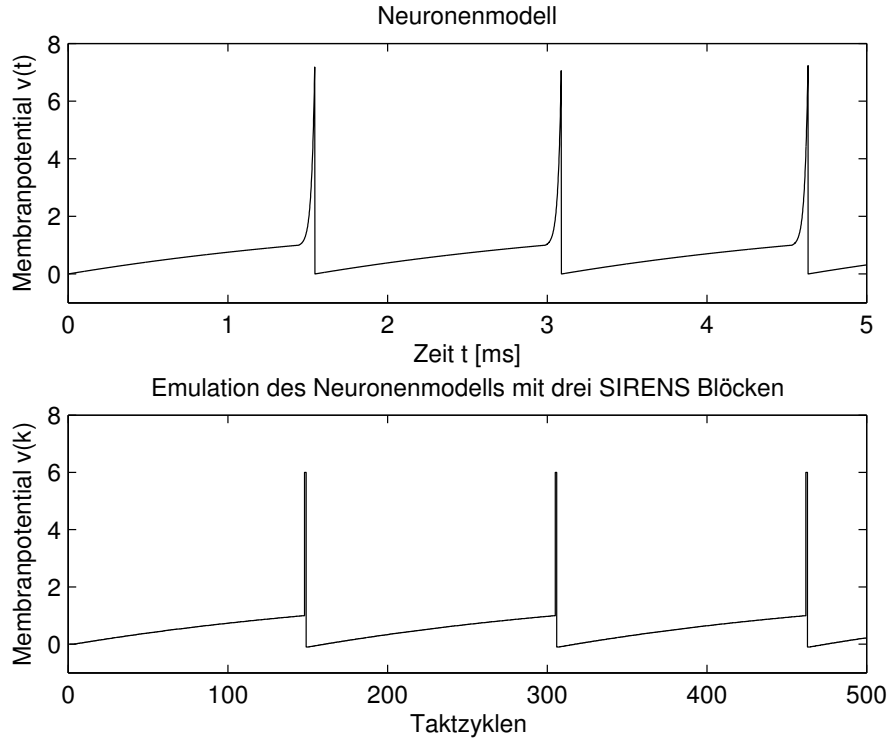 Neuronenmodell
Membranpotential v(t)
8
6
4
2
0
0 1 2 3 4 5
Zeit t [ms]
Emulation des Neuronenmodells mit drei SIRENS Blöcken
Membranpotential v(k)
8
6
4
2
0
0 100 200 300 400 500
Taktzyklen